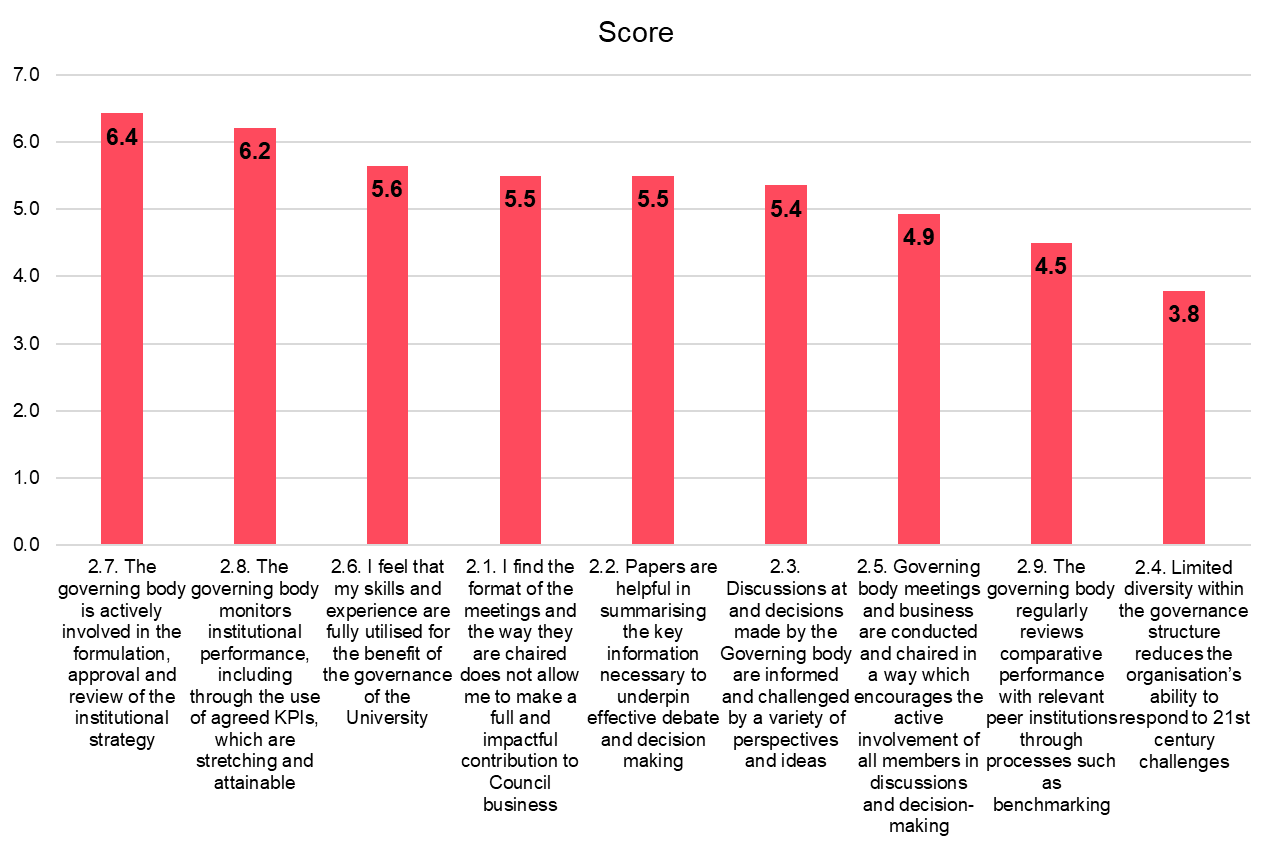 Score
7.0
6.0
5.0
4.0
3.0
2.0
1.0
0.0
6.4
6.2
5.6
5.5
5.5
5.4
4.9
4.5
3.8
2.7. The
governing body
is actively
involved in the
formulation,
approval and
review of the
institutional
strategy
2.8. The
governing body
monitors
institutional
performance,
including
through the use
of agreed KPIs,
which are
stretching and
attainable
2.6. I feel that
my skills and
experience are
fully utilised for
the benefit of
the governance
of the
University
2.1. I find the
format of the
meetings and
the way they
are chaired
does not allow
me to make a
full and
impactful
contribution to
Council
business
2.2. Papers are
helpful in
summarising
the key
information
necessary to
underpin
effective debate
and decision
making
2.3.
Discussions at
and decisions
made by the
Governing body
are informed
and challenged
by a variety of
perspectives
and ideas
2.5. Governing
body meetings
and business
are conducted
and chaired in
a way which
encourages the
active
involvement of
all members in
discussions
and decision-
making
2.9. The
governing body
regularly
reviews
comparative
performance
with relevant
peer institutions
through
processes such
as
benchmarking
2.4. Limited
diversity within
the governance
structure
reduces the
organisation’s
ability to
respond to 21st
century
challenges